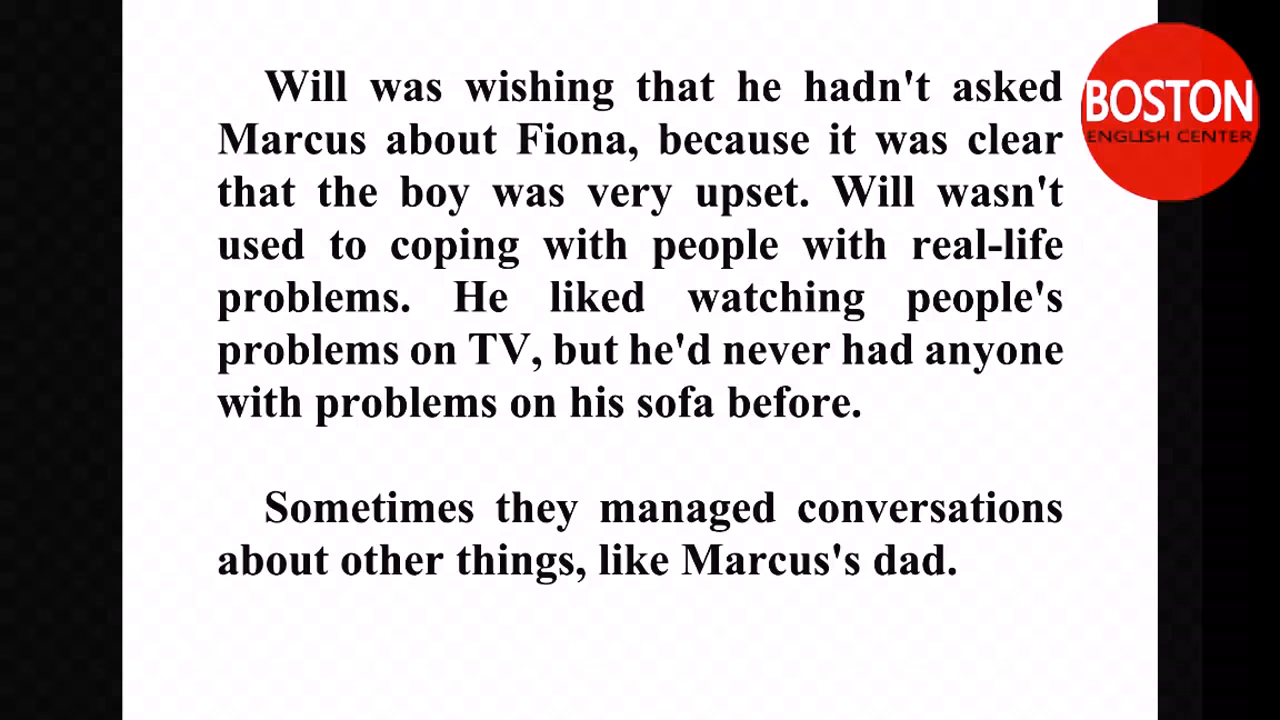 Will was wishing that he hadn't asked
Marcus about Fiona, because it was clear
that the boy was very upset. Will wasn't
used to coping with people with real-life
problems. He liked watching people's
problems on TV, but he'd never had anyone
with problems on his sofa before.
Sometimes they managed conversations
about other things, like Marcus's dad.
BOSTON
ENGLISH CENTER